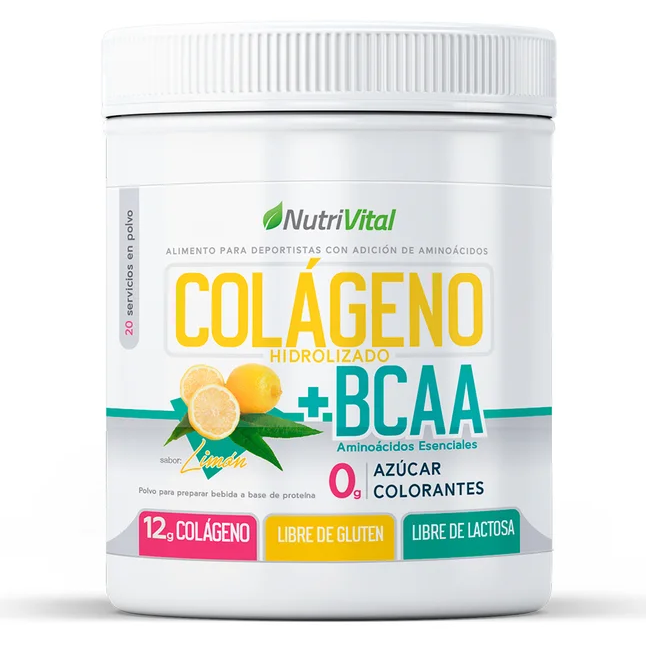 NutriVital
ALIMENTO PARA DEPORTISTAS CON ADICIÓN DE AMINOÁCIDOS
20 servicios en polvo
COLÁGENO
HIDROLIZADO
+BCAA
Aminoácidos Esenciales
sabor: Limón
0g AZÚCAR
COLORANTES
Polvo para preparar bebida a base de proteína
12g COLÁGENO
LIBRE DE GLUTEN
LIBRE DE LACTOSA